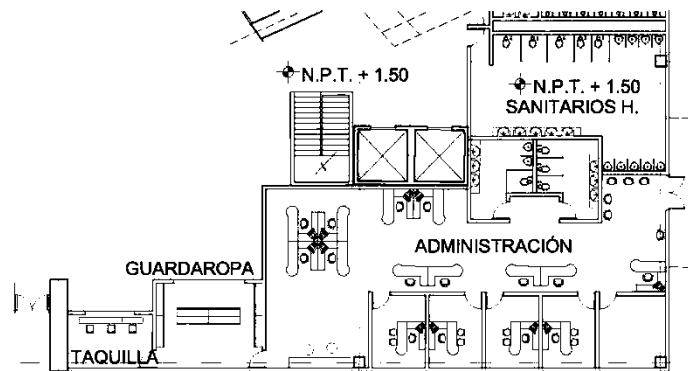 N.P.T. + 1.50
N.P.T. + 1.50
SANITARIOS H.
ADMINISTRACIÓN
GUARDAROPA
TAQUILLA